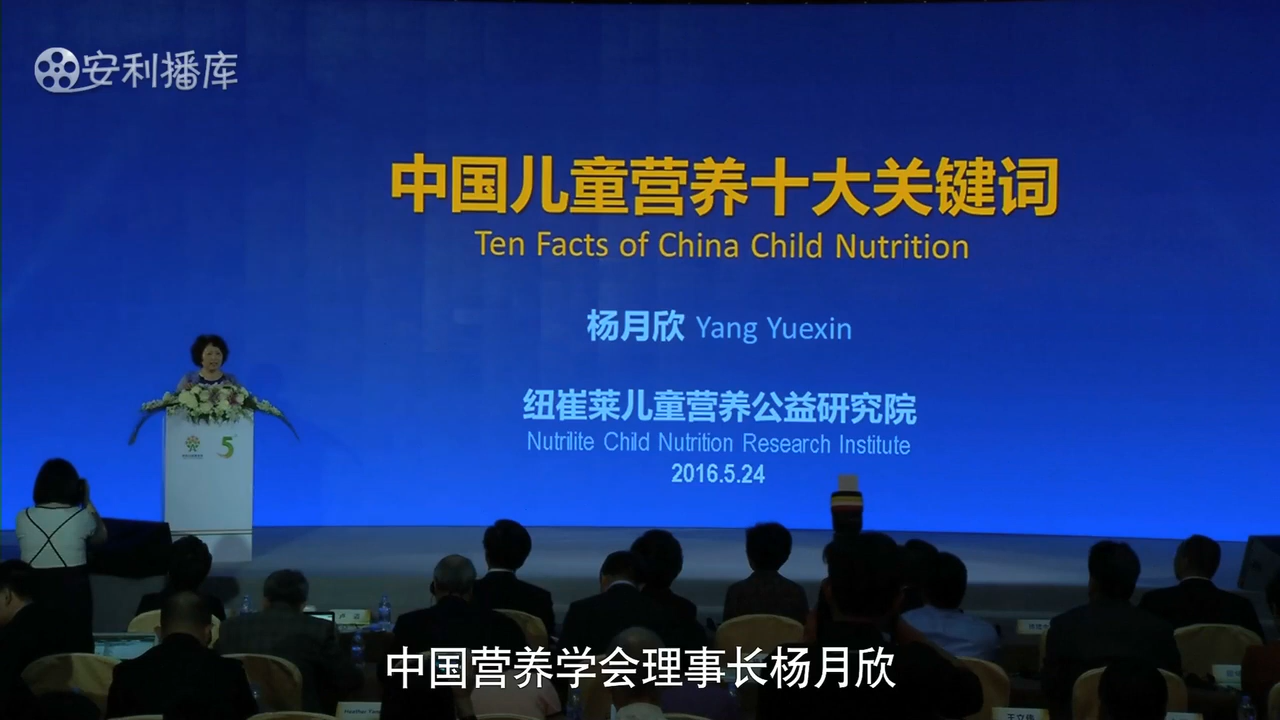 安利播库
中国儿童营养十大关键词
Ten Facts of China Child Nutrition
杨月欣 Yang Yuexin
纽崔莱儿童营养公益研究院
Nutrilite Child Nutrition Research Institute
2016.5.24
5
中国营养学会理事长杨月欣